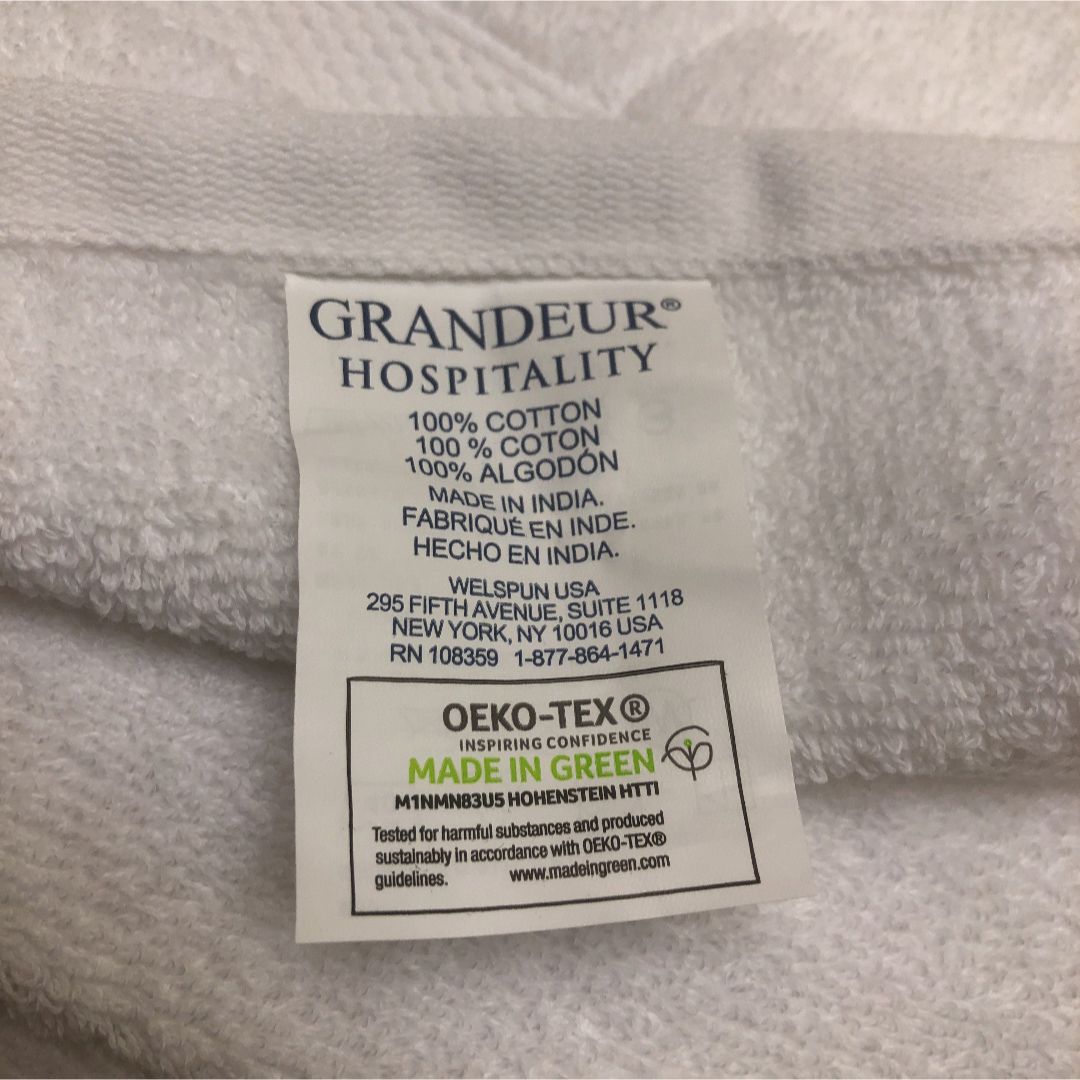 GRANDEUR®
HOSPITALITY
100% COTTON
100 % COTON
100% ALGODÓN
MADE IN INDIA.
FABRIQUÉ EN INDE.
HECHO EN INDIA.
WELSPUN USA
295 FIFTH AVENUE, SUITE 1118
NEW YORK, NY 10016 USA
RN 108359 1-877-864-1471
OEKO-TEX®
INSPIRING CONFIDENCE
MADE IN GREEN
M1NMN83U5 HOHENSTEIN HTTI
Tested for harmful substances and produced
sustainably in accordance with OEKO-TEX®
guidelines. www.madeingreen.com